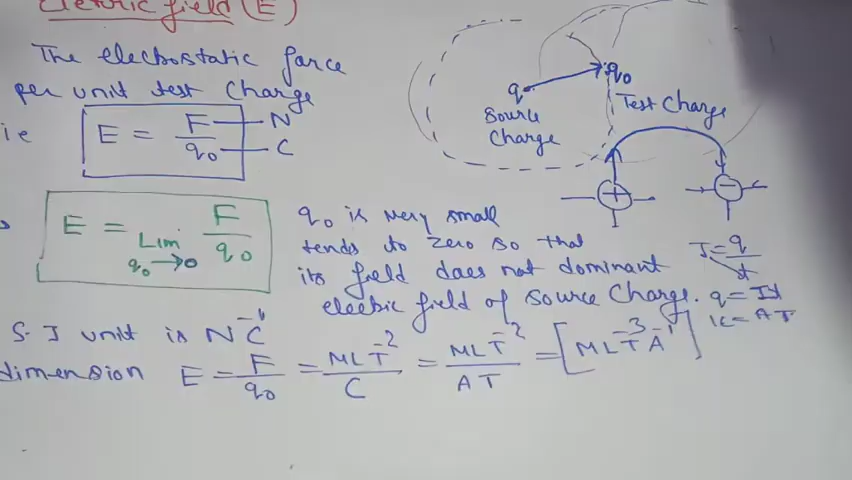 Electric field (E)
The electrostatic force
per unit test Charge
ie E = F/q₀ N C
E = Lim q₀→0 F/q₀
q₀ is very small
tends to zero so that
its field does not dominant
electric field of source charge.
S.I unit is NC⁻¹
dimension E = F/q₀ = MLT⁻²/C = MLT⁻²/AT = [MLT⁻³A⁻¹]
q q₀
Source
Charge
Test Charge
+ −
I = q/t
q = It
1C = AT